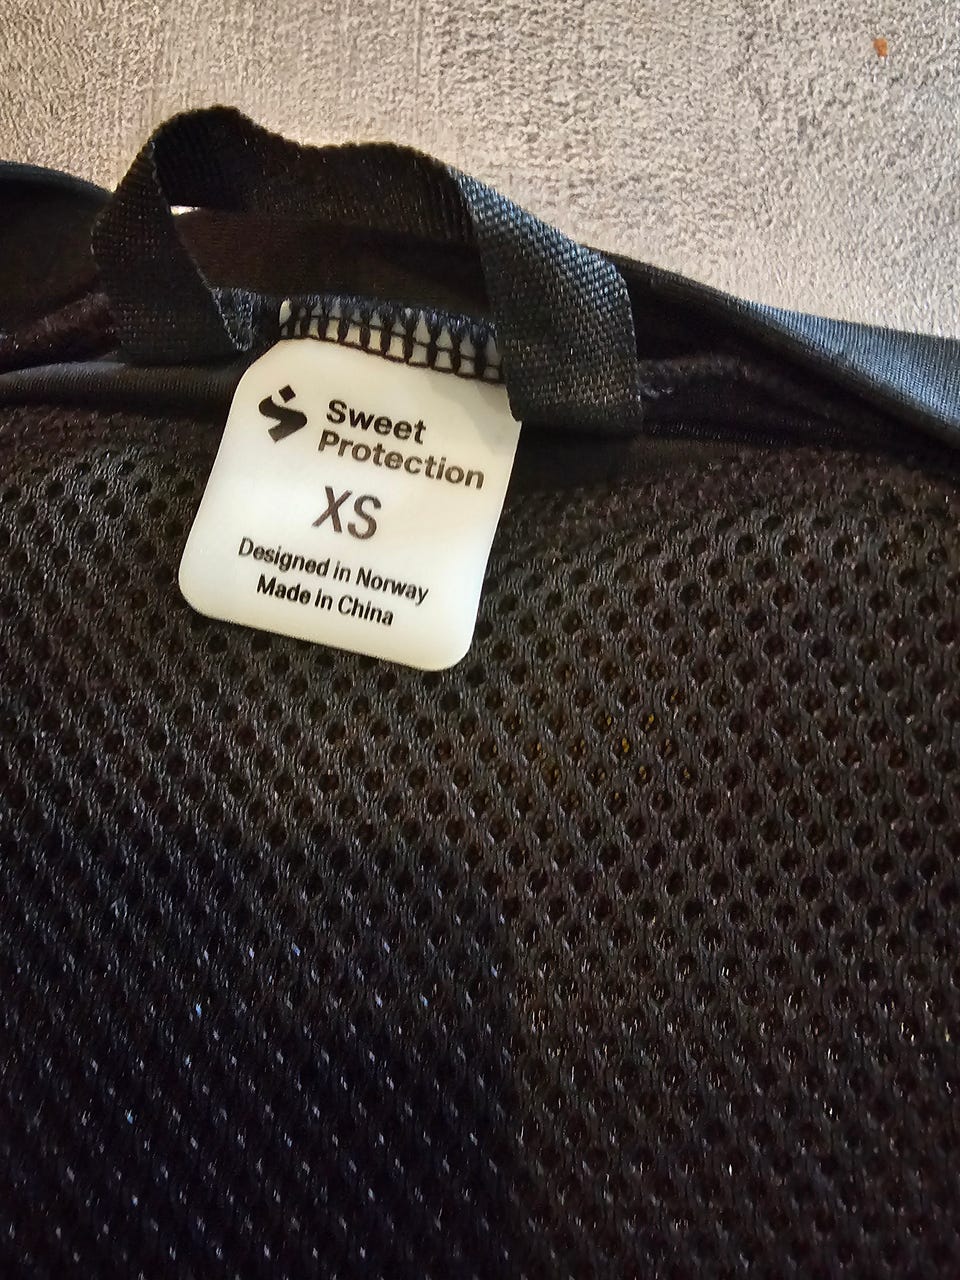 Sweet
Protection
XS
Designed in Norway
Made in China